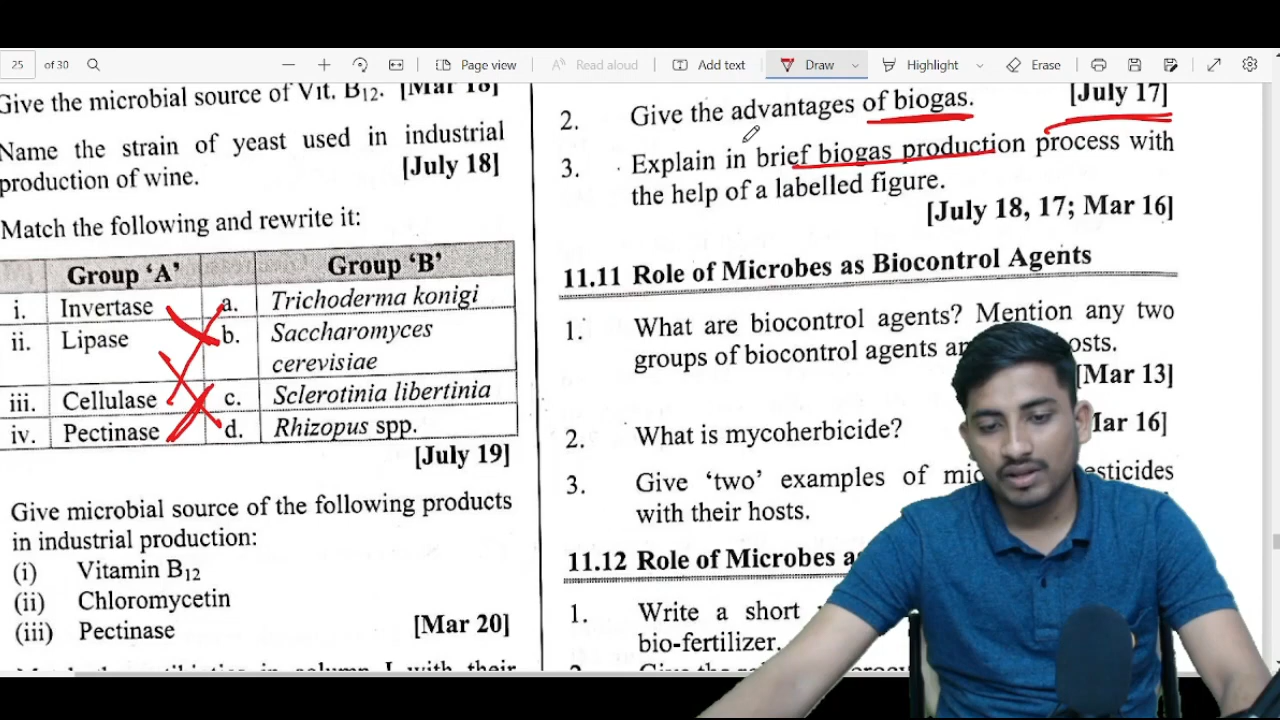 25 of 30
Page view
Read aloud
Add text
Draw
Highlight
Erase
Give the microbial source of Vit. B12. [Mar 18]
Name the strain of yeast used in industrial
production of wine. [July 18]
Match the following and rewrite it:
Group ‘A’ Group ‘B’
i. Invertase a. Trichoderma konigi
ii. Lipase b. Saccharomyces
cerevisiae
iii. Cellulase c. Sclerotinia libertinia
iv. Pectinase d. Rhizopus spp.
[July 19]
Give microbial source of the following products
in industrial production:
(i) Vitamin B12
(ii) Chloromycetin
(iii) Pectinase [Mar 20]
in column I with their
2. Give the advantages of biogas. [July 17]
3. Explain in brief biogas production process with
the help of a labelled figure.
[July 18, 17; Mar 16]
11.11 Role of Microbes as Biocontrol Agents
1. What are biocontrol agents? Mention any two
groups of biocontrol agents
[Mar 13]
2. What is mycoherbicide? 16]
3. Give ‘two’ examples of
with their hosts.
11.12 Role of Microbes
1. Write a short
bio-fertilizer.